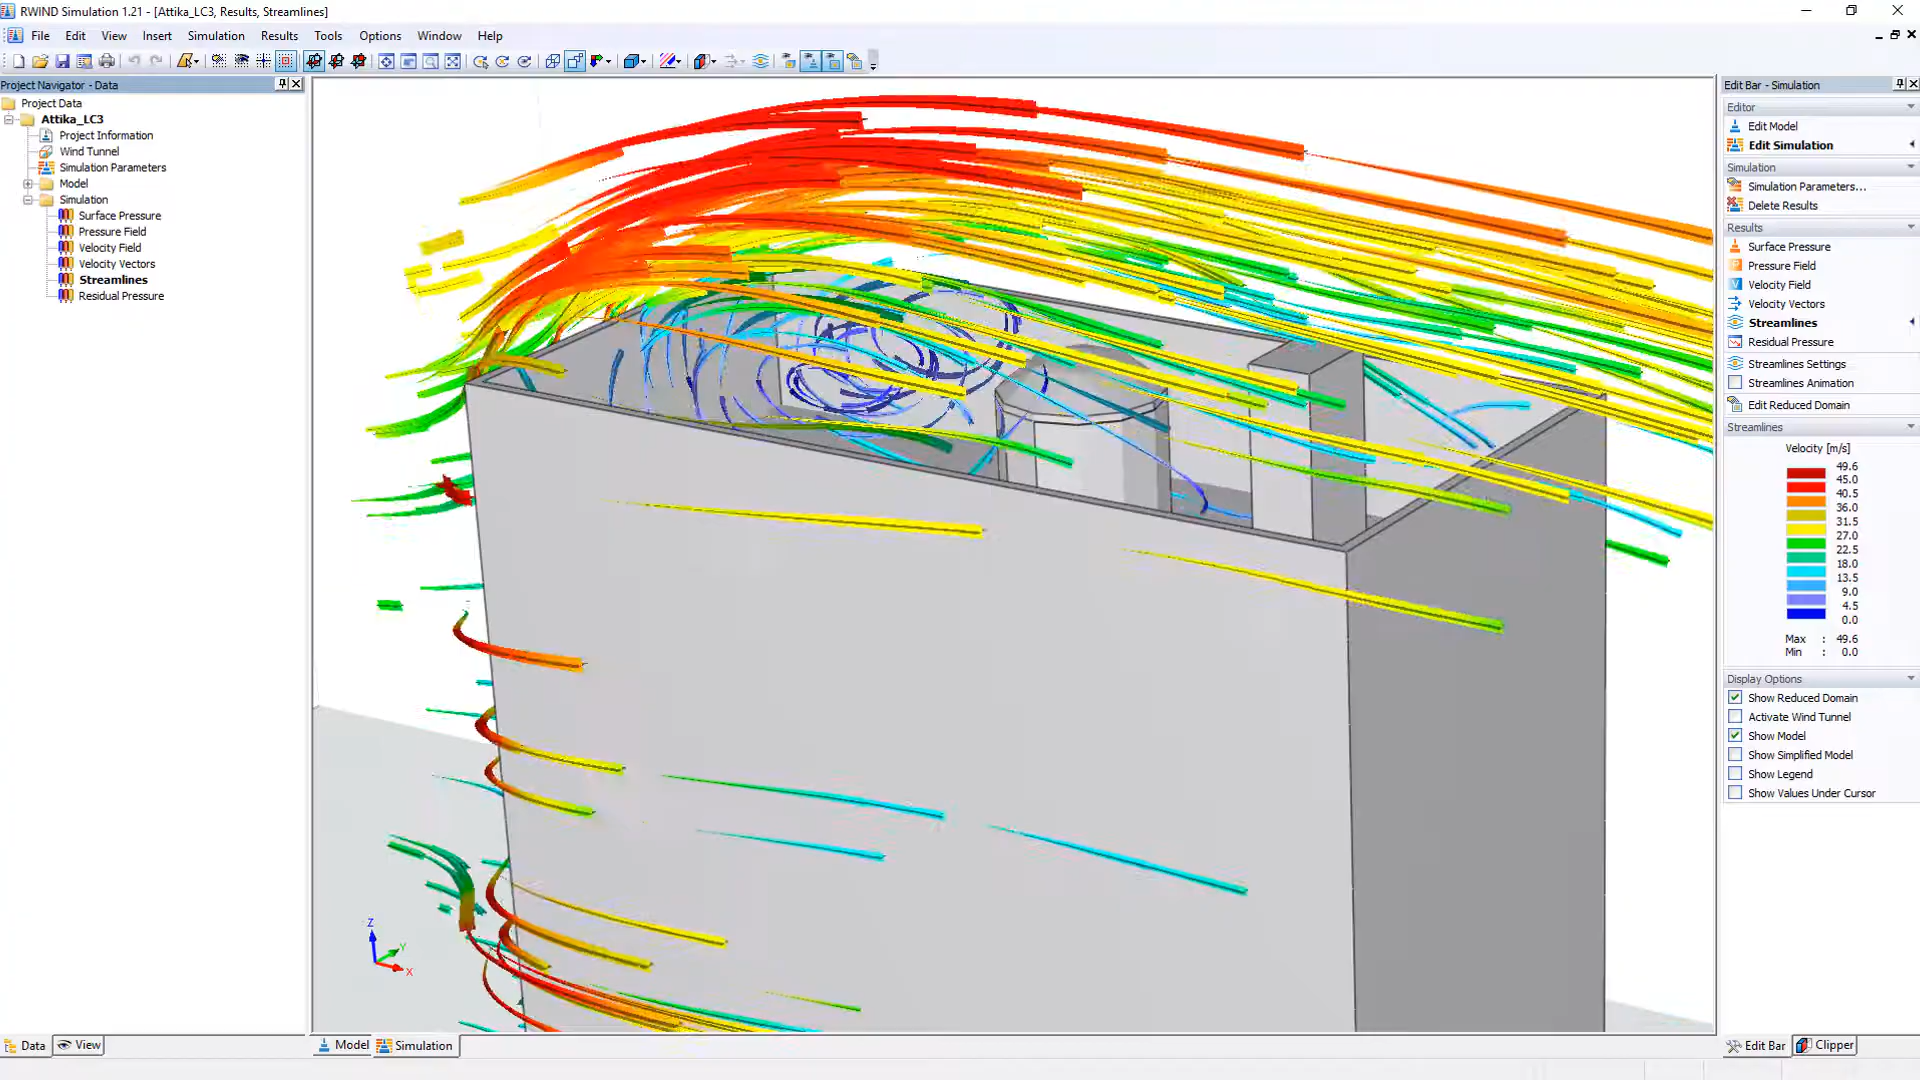 RWIND Simulation 1.21 - [Attika_LC3, Results, Streamlines]
File Edit View Insert Simulation Results Tools Options Window Help
Project Navigator - Data
Project Data
Attika_LC3
Project Information
Wind Tunnel
Simulation Parameters
Model
Simulation
Surface Pressure
Pressure Field
Velocity Field
Velocity Vectors
Streamlines
Residual Pressure
Z
Y
X
Data View
Model Simulation
Edit Bar - Simulation
Editor
Edit Model
Edit Simulation
Simulation
Simulation Parameters...
Delete Results
Results
Surface Pressure
Pressure Field
Velocity Field
Velocity Vectors
Streamlines
Residual Pressure
Streamlines Settings
Streamlines Animation
Edit Reduced Domain
Streamlines
Velocity [m/s]
49.6
45.0
40.5
36.0
31.5
27.0
22.5
18.0
13.5
9.0
4.5
0.0
Max : 49.6
Min : 0.0
Display Options
Show Reduced Domain
Activate Wind Tunnel
Show Model
Show Simplified Model
Show Legend
Show Values Under Cursor
Edit Bar Clipper